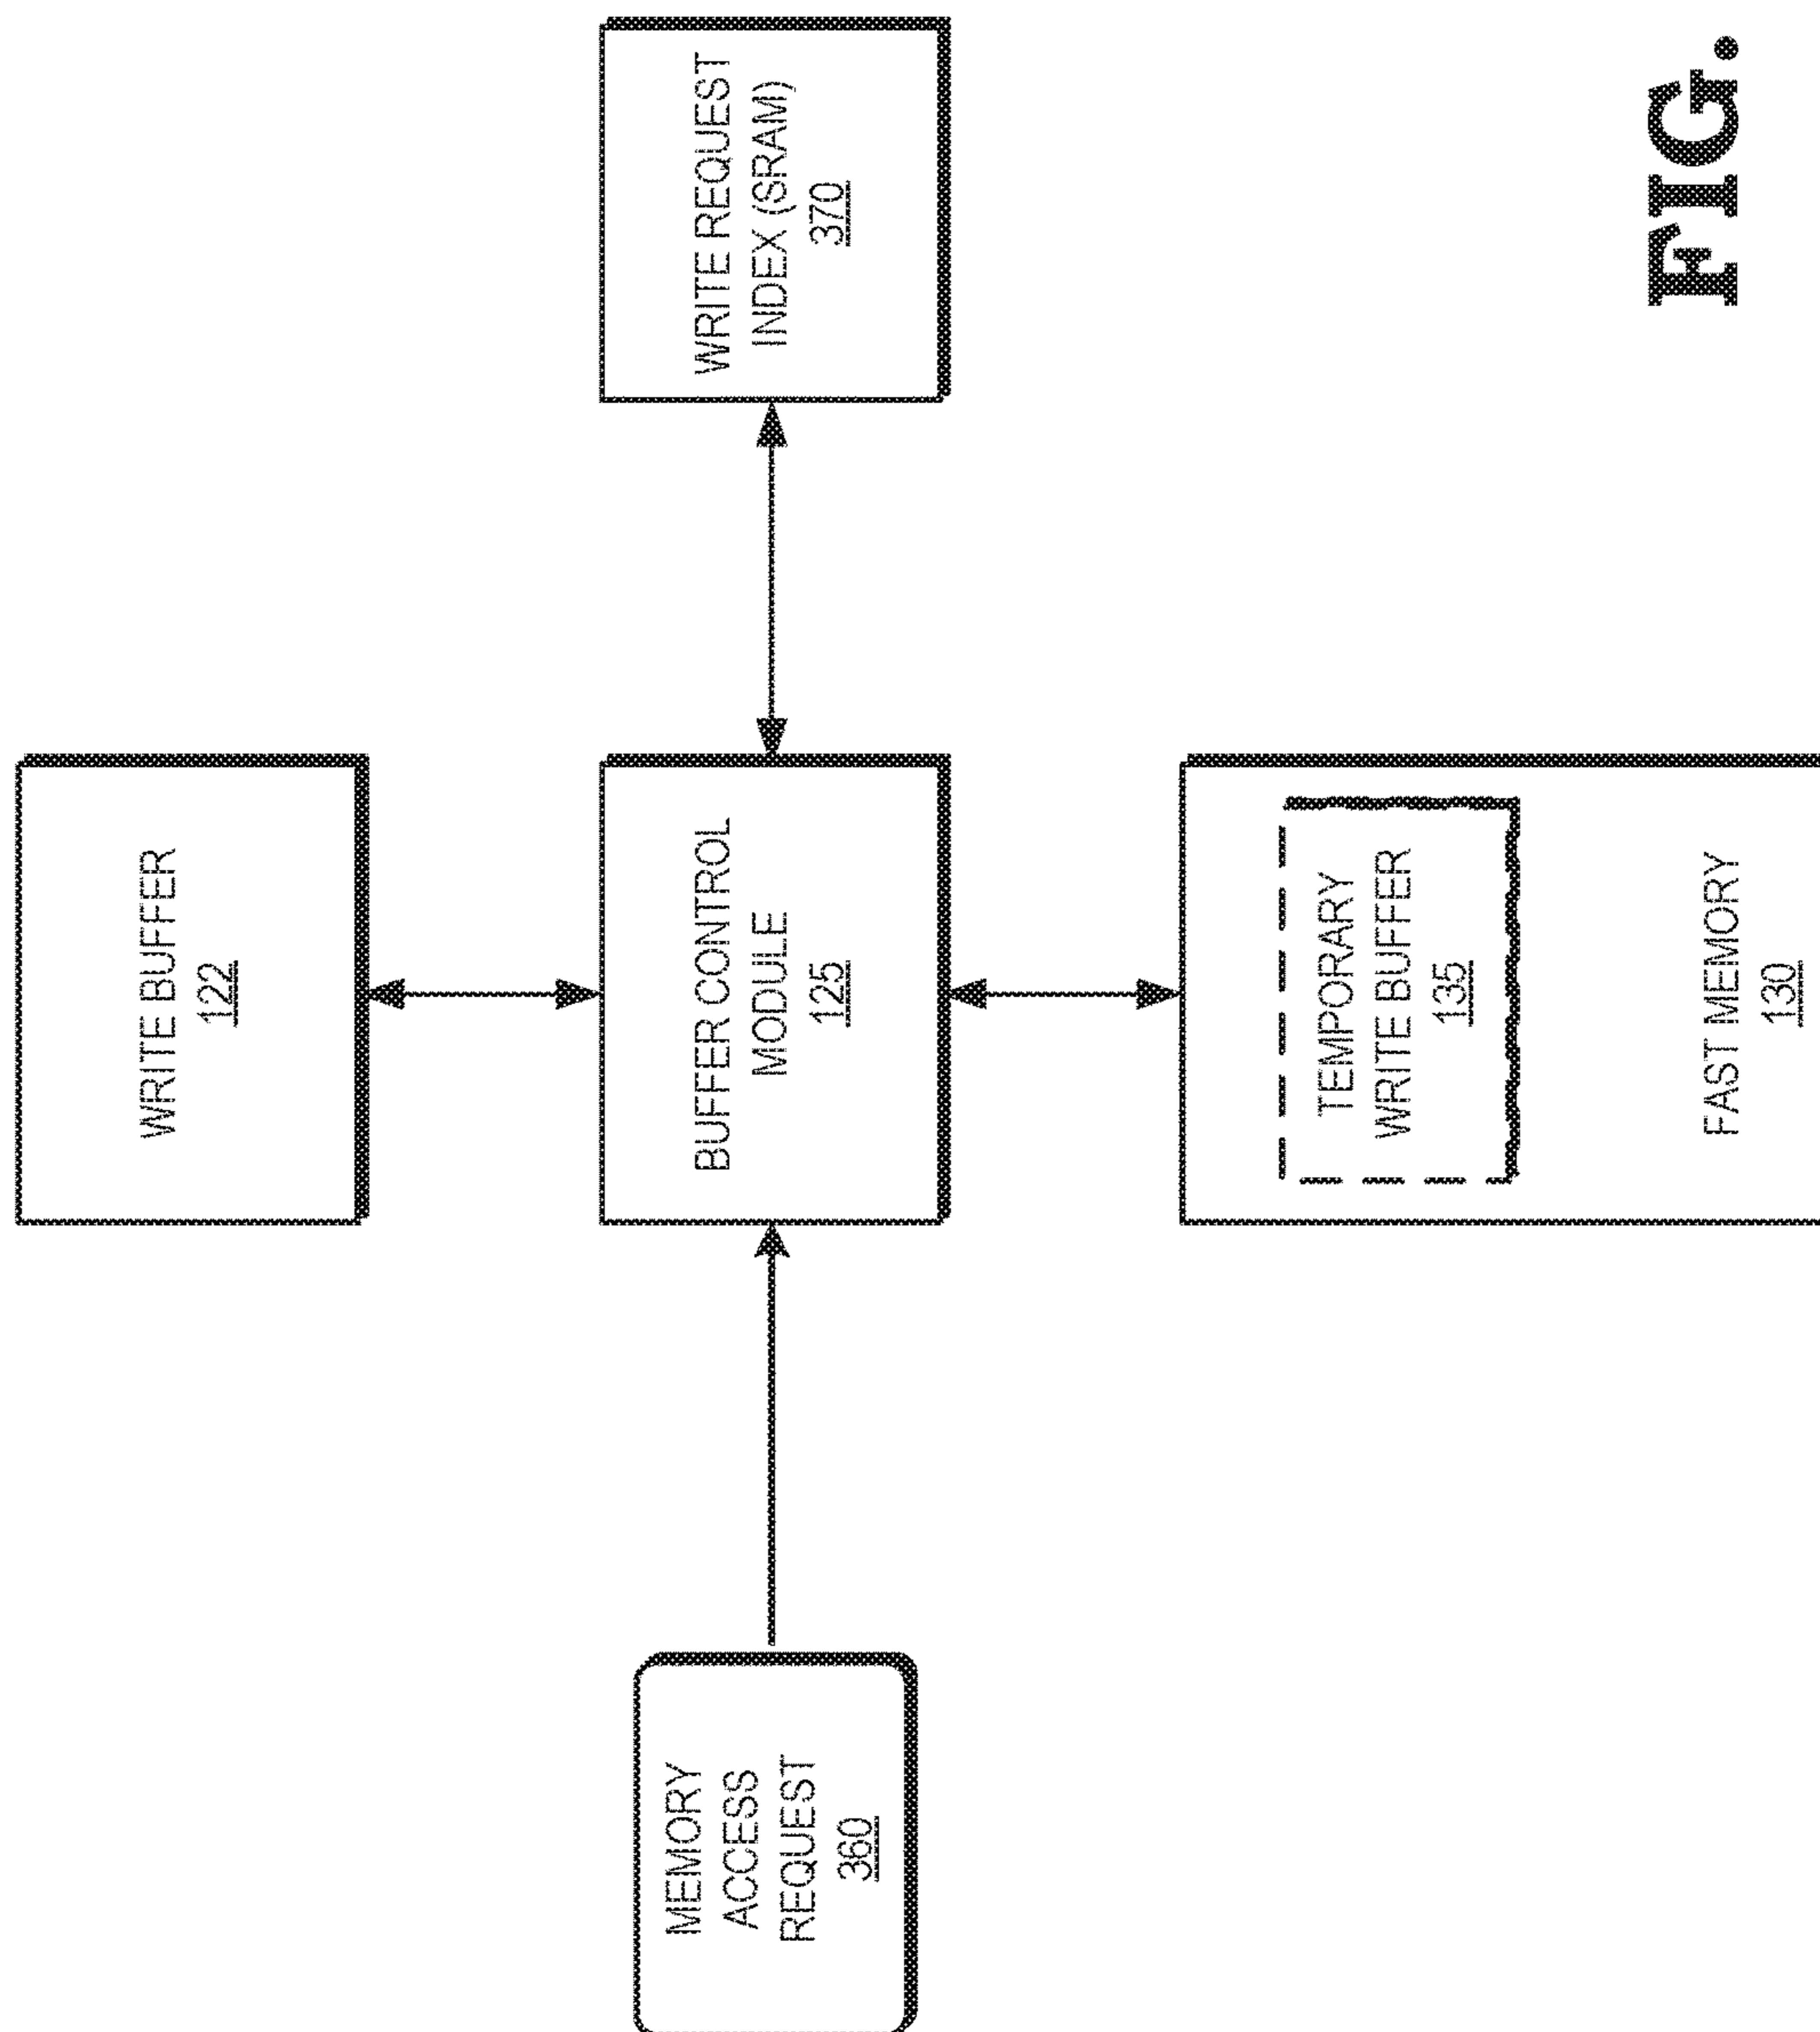 WRITE BUFFER
122
MEMORY
ACCESS
REQUEST
360
BUFFER CONTROL
MODULE
125
WRITE REQUEST
INDEX (SRAM)
370
TEMPORARY
WRITE BUFFER
135
FAST MEMORY
130
FIG.